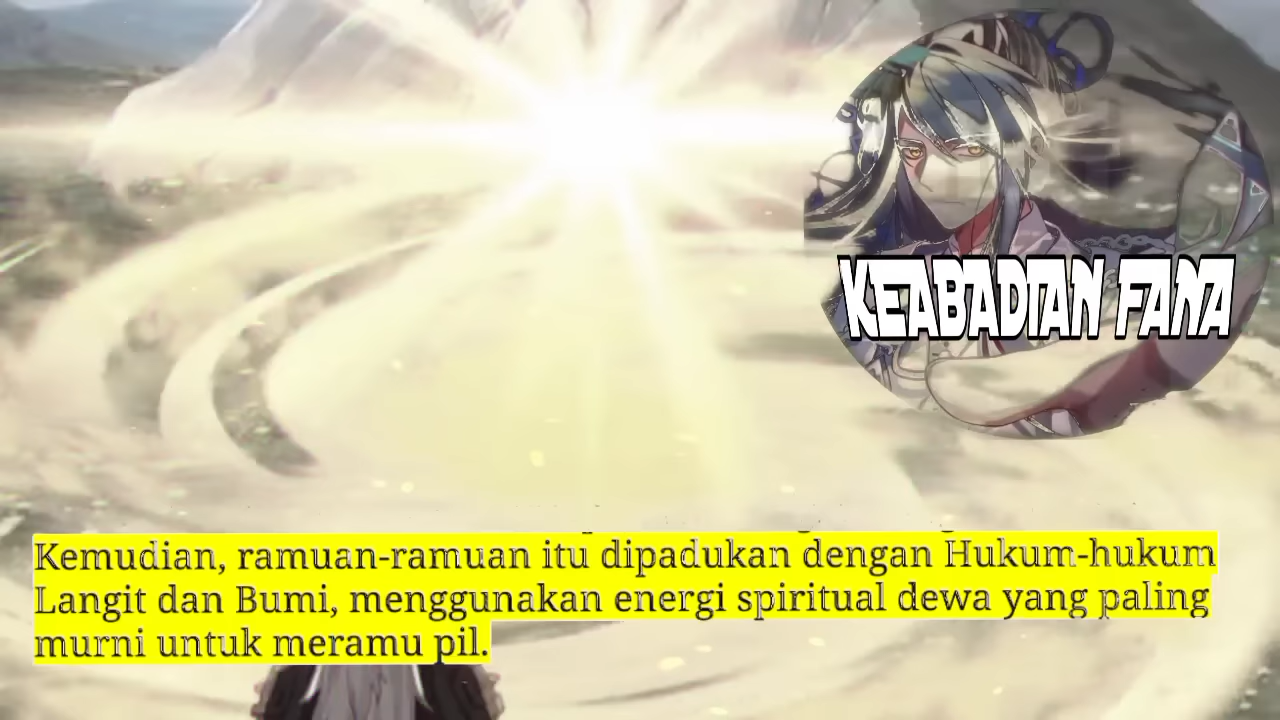 KEABADIAN FANA
Kemudian, ramuan-ramuan itu dipadukan dengan Hukum-hukum
Langit dan Bumi, menggunakan energi spiritual dewa yang paling
murni untuk meramu pil.